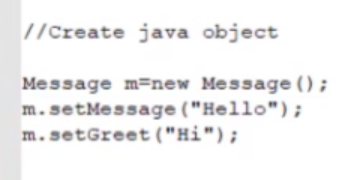 //Create java object
Message m=new Message();
m.setMessage("Hello");
m.setGreet("Hi");